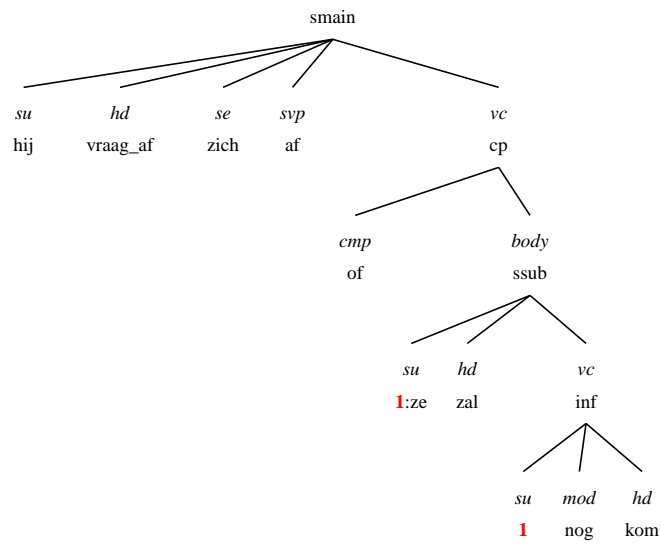 smain
su hd se svp vc
hij vraag_af zich af cp
cmp body
of ssub
su hd vc
1:ze zal inf
su mod hd
1 nog kom